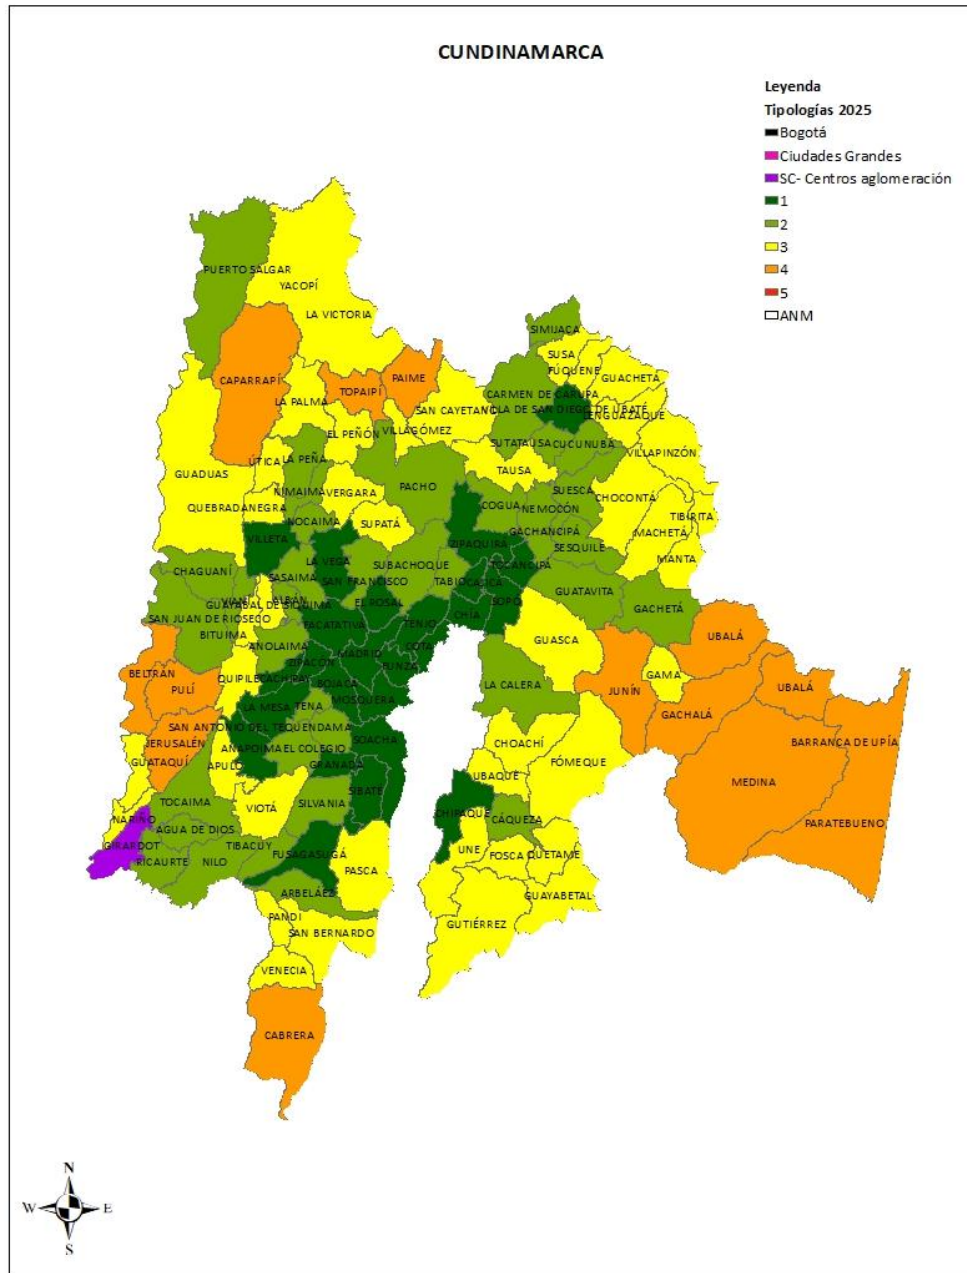 CUNDINAMARCA
Leyenda
Tipologías 2025
Bogotá
Ciudades Grandes
SC- Centros aglomeración
1
2
3
4
5
ANM
PUERTO SALGAR
YACOPÍ
LA VICTORIA
SIMIJACA
SUSA
FÚQUENE
GUACHETÁ
CAPARRAPÍ
TOPAIPÍ
PAIME
LA PALMA
SAN CAYETANO
CARMEN DE CARUPA
VILLA DE SAN DIEGO DE UBATÉ
LENGUAZAQUE
EL PEÑÓN
VILLAGÓMEZ
SUTATAUSA
CUCUNUBA
VILLAPINZÓN
GUADUAS
ÚTICA
LA PEÑA
TAUSA
NIMAIMA
VERGARA
PACHO
SUESCA
CHOCONTÁ
QUEBRADANEGRA
COGUA
NEMOCÓN
TIBIRITA
NOCAIMA
SUPATÁ
GACHANCIPÁ
MACHETÁ
VILLETA
ZIPAQUIRA
SESQUILE
MANTA
CHAGUANÍ
LA VEGA
SUBACHOQUE
TOCANCIPA
SASAIMA
SAN FRANCISCO
TABIO
CAJICA
GUATAVITA
VIANÍ
ALBÁN
GUAYABAL DE SIQUIMA
EL ROSAL
SOPÓ
GACHETÁ
SAN JUAN DE RIOSECO
FACATATIVA
TENJO
CHÍA
BITUIMA
ANOLAIMA
MADRID
COTA
GUASCA
UBALÁ
ZIPACÓN
FUNZA
BELTRÁN
QUIPILE
CACHIPAY
BOJACÁ
GAMA
PULÍ
MOSQUERA
LA CALERA
JUNÍN
UBALÁ
LA MESA
TENA
GACHALÁ
SAN ANTONIO DEL TEQUENDAMA
SOACHA
CHOACHÍ
BARRANCA DE UPÍA
JERUSALÉN
ANAPOIMA
EL COLEGIO
GUATAQUÍ
APULO
GRANADA
UBAQUE
FÓMEQUE
MEDINA
SIBATÉ
TOCAIMA
VIOTÁ
SILVANIA
CHIPAQUE
CÁQUEZA
PARATEBUENO
NARIÑO
AGUA DE DIOS
GIRARDOT
TIBACUY
FUSAGASUGÁ
UNE
FOSCA
QUETAME
RICAURTE
NILO
PASCA
ARBELÁEZ
GUAYABETAL
PANDI
SAN BERNARDO
GUTIÉRREZ
VENECIA
CABRERA
N
W
E
S